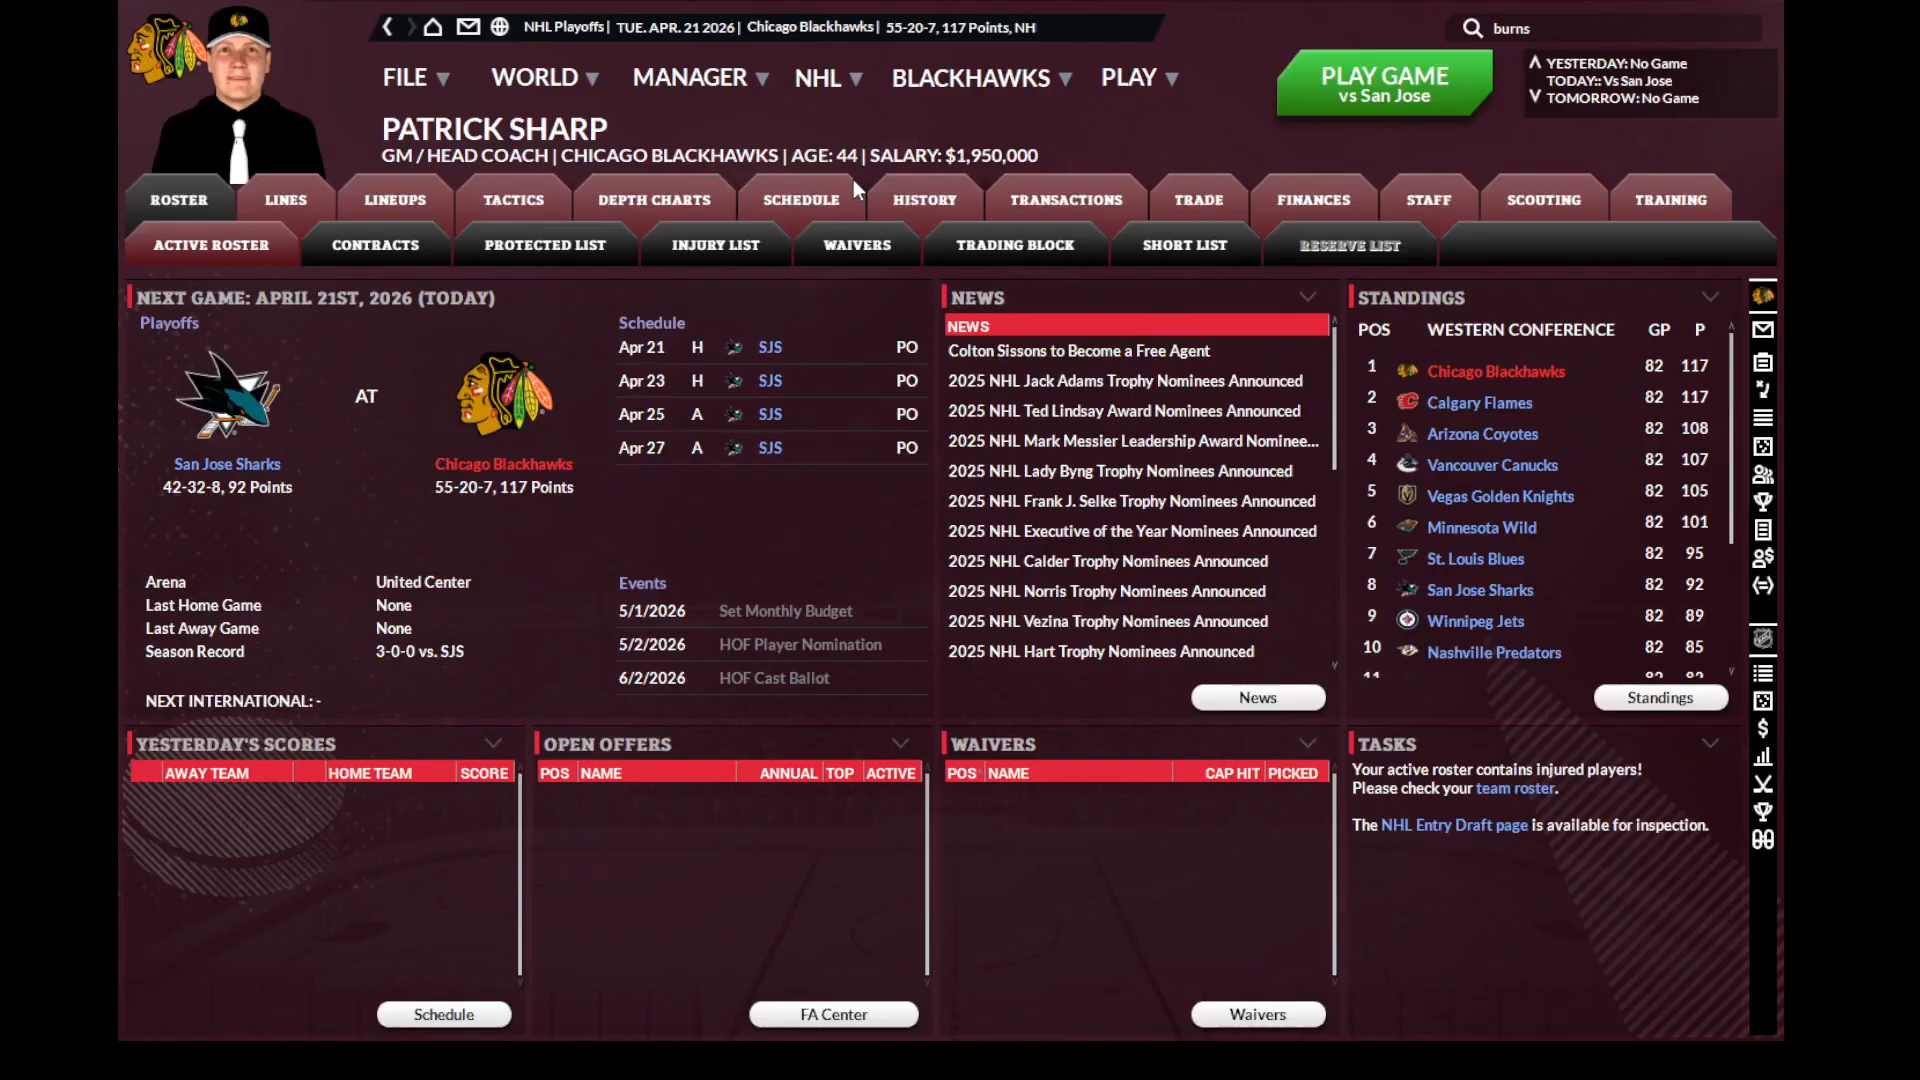 NHL Playoffs| TUE. APR. 21 2026| Chicago Blackhawks| 55-20-7, 117 Points, NH
burns
FILE WORLD MANAGER NHL BLACKHAWKS PLAY
PLAY GAME
vs San Jose
YESTERDAY: No Game
TODAY:: Vs San Jose
TOMORROW: No Game
PATRICK SHARP
GM / HEAD COACH | CHICAGO BLACKHAWKS | AGE: 44 | SALARY: $1,950,000
ROSTER LINES LINEUPS TACTICS DEPTH CHARTS SCHEDULE HISTORY TRANSACTIONS TRADE FINANCES STAFF SCOUTING TRAINING
ACTIVE ROSTER CONTRACTS PROTECTED LIST INJURY LIST WAIVERS TRADING BLOCK SHORT LIST RESERVE LIST
NEXT GAME: APRIL 21ST, 2026 (TODAY)
Playoffs
AT
San Jose Sharks
42-32-8, 92 Points
Chicago Blackhawks
55-20-7, 117 Points
Schedule
Apr 21 H SJS PO
Apr 23 H SJS PO
Apr 25 A SJS PO
Apr 27 A SJS PO
Arena United Center
Last Home Game None
Last Away Game None
Season Record 3-0-0 vs. SJS
NEXT INTERNATIONAL: -
Events
5/1/2026 Set Monthly Budget
5/2/2026 HOF Player Nomination
6/2/2026 HOF Cast Ballot
NEWS
NEWS
Colton Sissons to Become a Free Agent
2025 NHL Jack Adams Trophy Nominees Announced
2025 NHL Ted Lindsay Award Nominees Announced
2025 NHL Mark Messier Leadership Award Nominee...
2025 NHL Lady Byng Trophy Nominees Announced
2025 NHL Frank J. Selke Trophy Nominees Announced
2025 NHL Executive of the Year Nominees Announced
2025 NHL Calder Trophy Nominees Announced
2025 NHL Norris Trophy Nominees Announced
2025 NHL Vezina Trophy Nominees Announced
2025 NHL Hart Trophy Nominees Announced
News
STANDINGS
POS WESTERN CONFERENCE GP P
1 Chicago Blackhawks 82 117
2 Calgary Flames 82 117
3 Arizona Coyotes 82 108
4 Vancouver Canucks 82 107
5 Vegas Golden Knights 82 105
6 Minnesota Wild 82 101
7 St. Louis Blues 82 95
8 San Jose Sharks 82 92
9 Winnipeg Jets 82 89
10 Nashville Predators 82 85
Standings
YESTERDAY'S SCORES
AWAY TEAM HOME TEAM SCORE
Schedule
OPEN OFFERS
POS NAME ANNUAL TOP ACTIVE
FA Center
WAIVERS
POS NAME CAP HIT PICKED
Waivers
TASKS
Your active roster contains injured players!
Please check your team roster.
The NHL Entry Draft page is available for inspection.